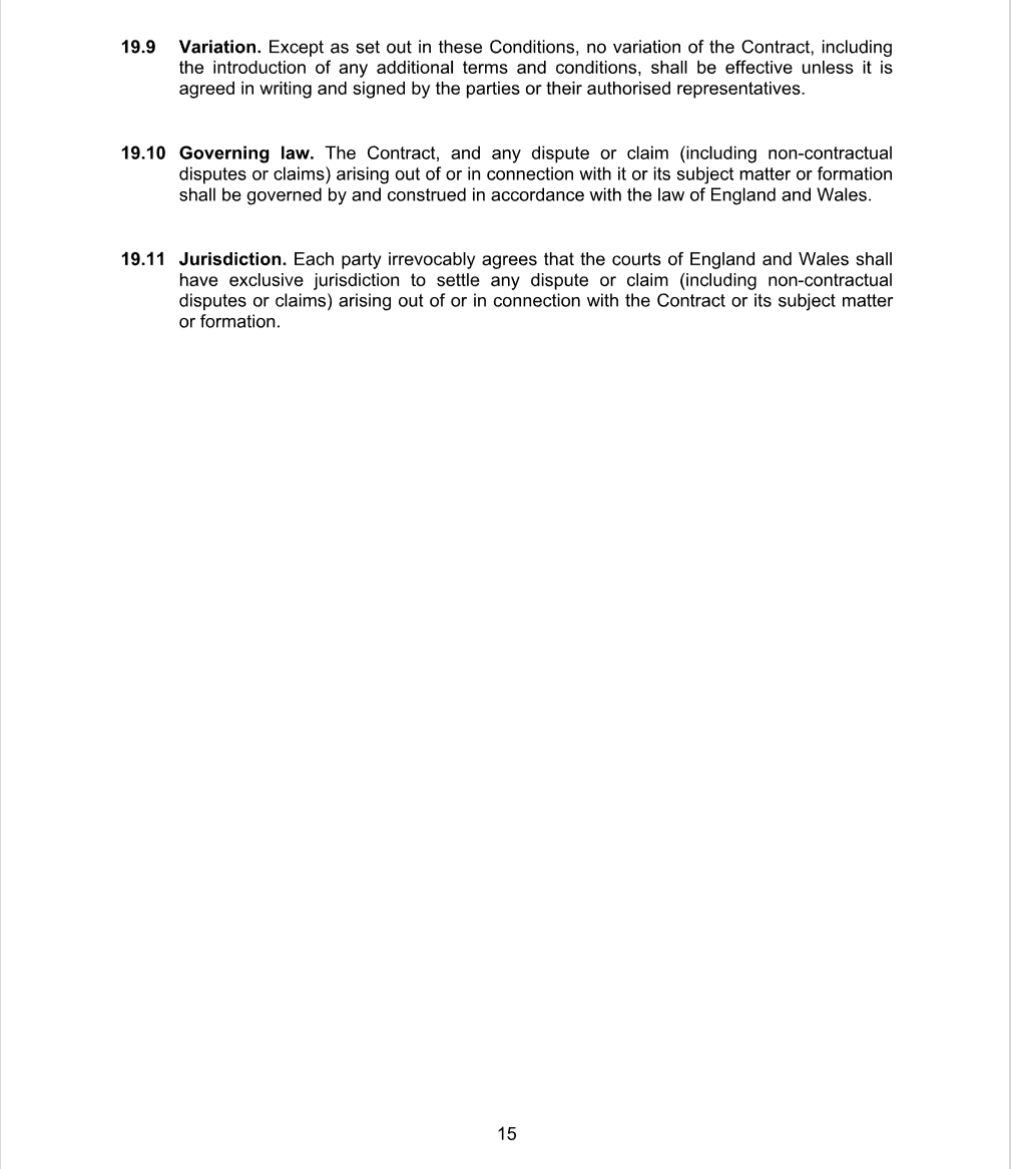 19.9 Variation. Except as set out in these Conditions, no variation of the Contract, including
the introduction of any additional terms and conditions, shall be effective unless it is
agreed in writing and signed by the parties or their authorised representatives.
19.10 Governing law. The Contract, and any dispute or claim (including non-contractual
disputes or claims) arising out of or in connection with it or its subject matter or formation
shall be governed by and construed in accordance with the law of England and Wales.
19.11 Jurisdiction. Each party irrevocably agrees that the courts of England and Wales shall
have exclusive jurisdiction to settle any dispute or claim (including non-contractual
disputes or claims) arising out of or in connection with the Contract or its subject matter
or formation.
15